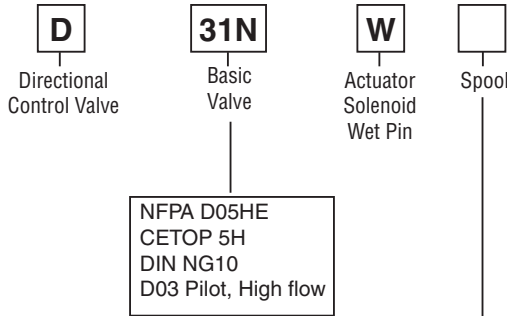 D
31N
W
Directional
Control Valve
Basic
Valve
Actuator
Solenoid
Wet Pin
Spool
NFPA D05HE
CETOP 5H
DIN NG10
D03 Pilot, High flow